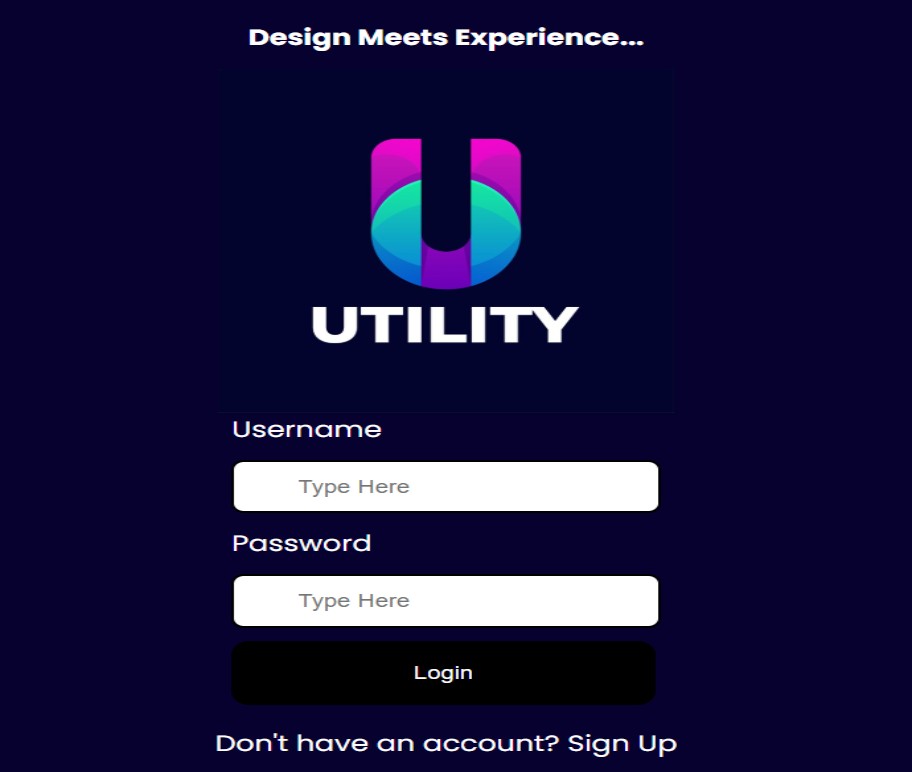 Design Meets Experience...
UTILITY
Username
Type Here
Password
Type Here
Login
Don't have an account? Sign Up